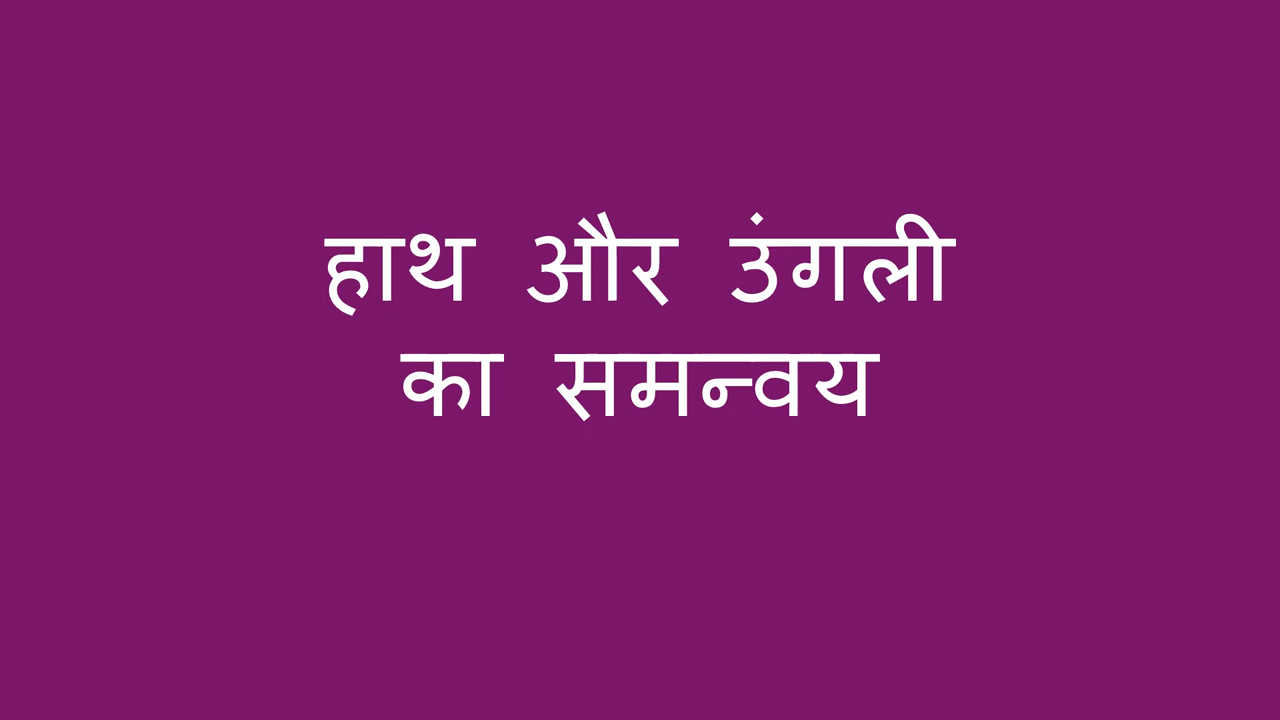 हाथ और उंगली
का समन्वय